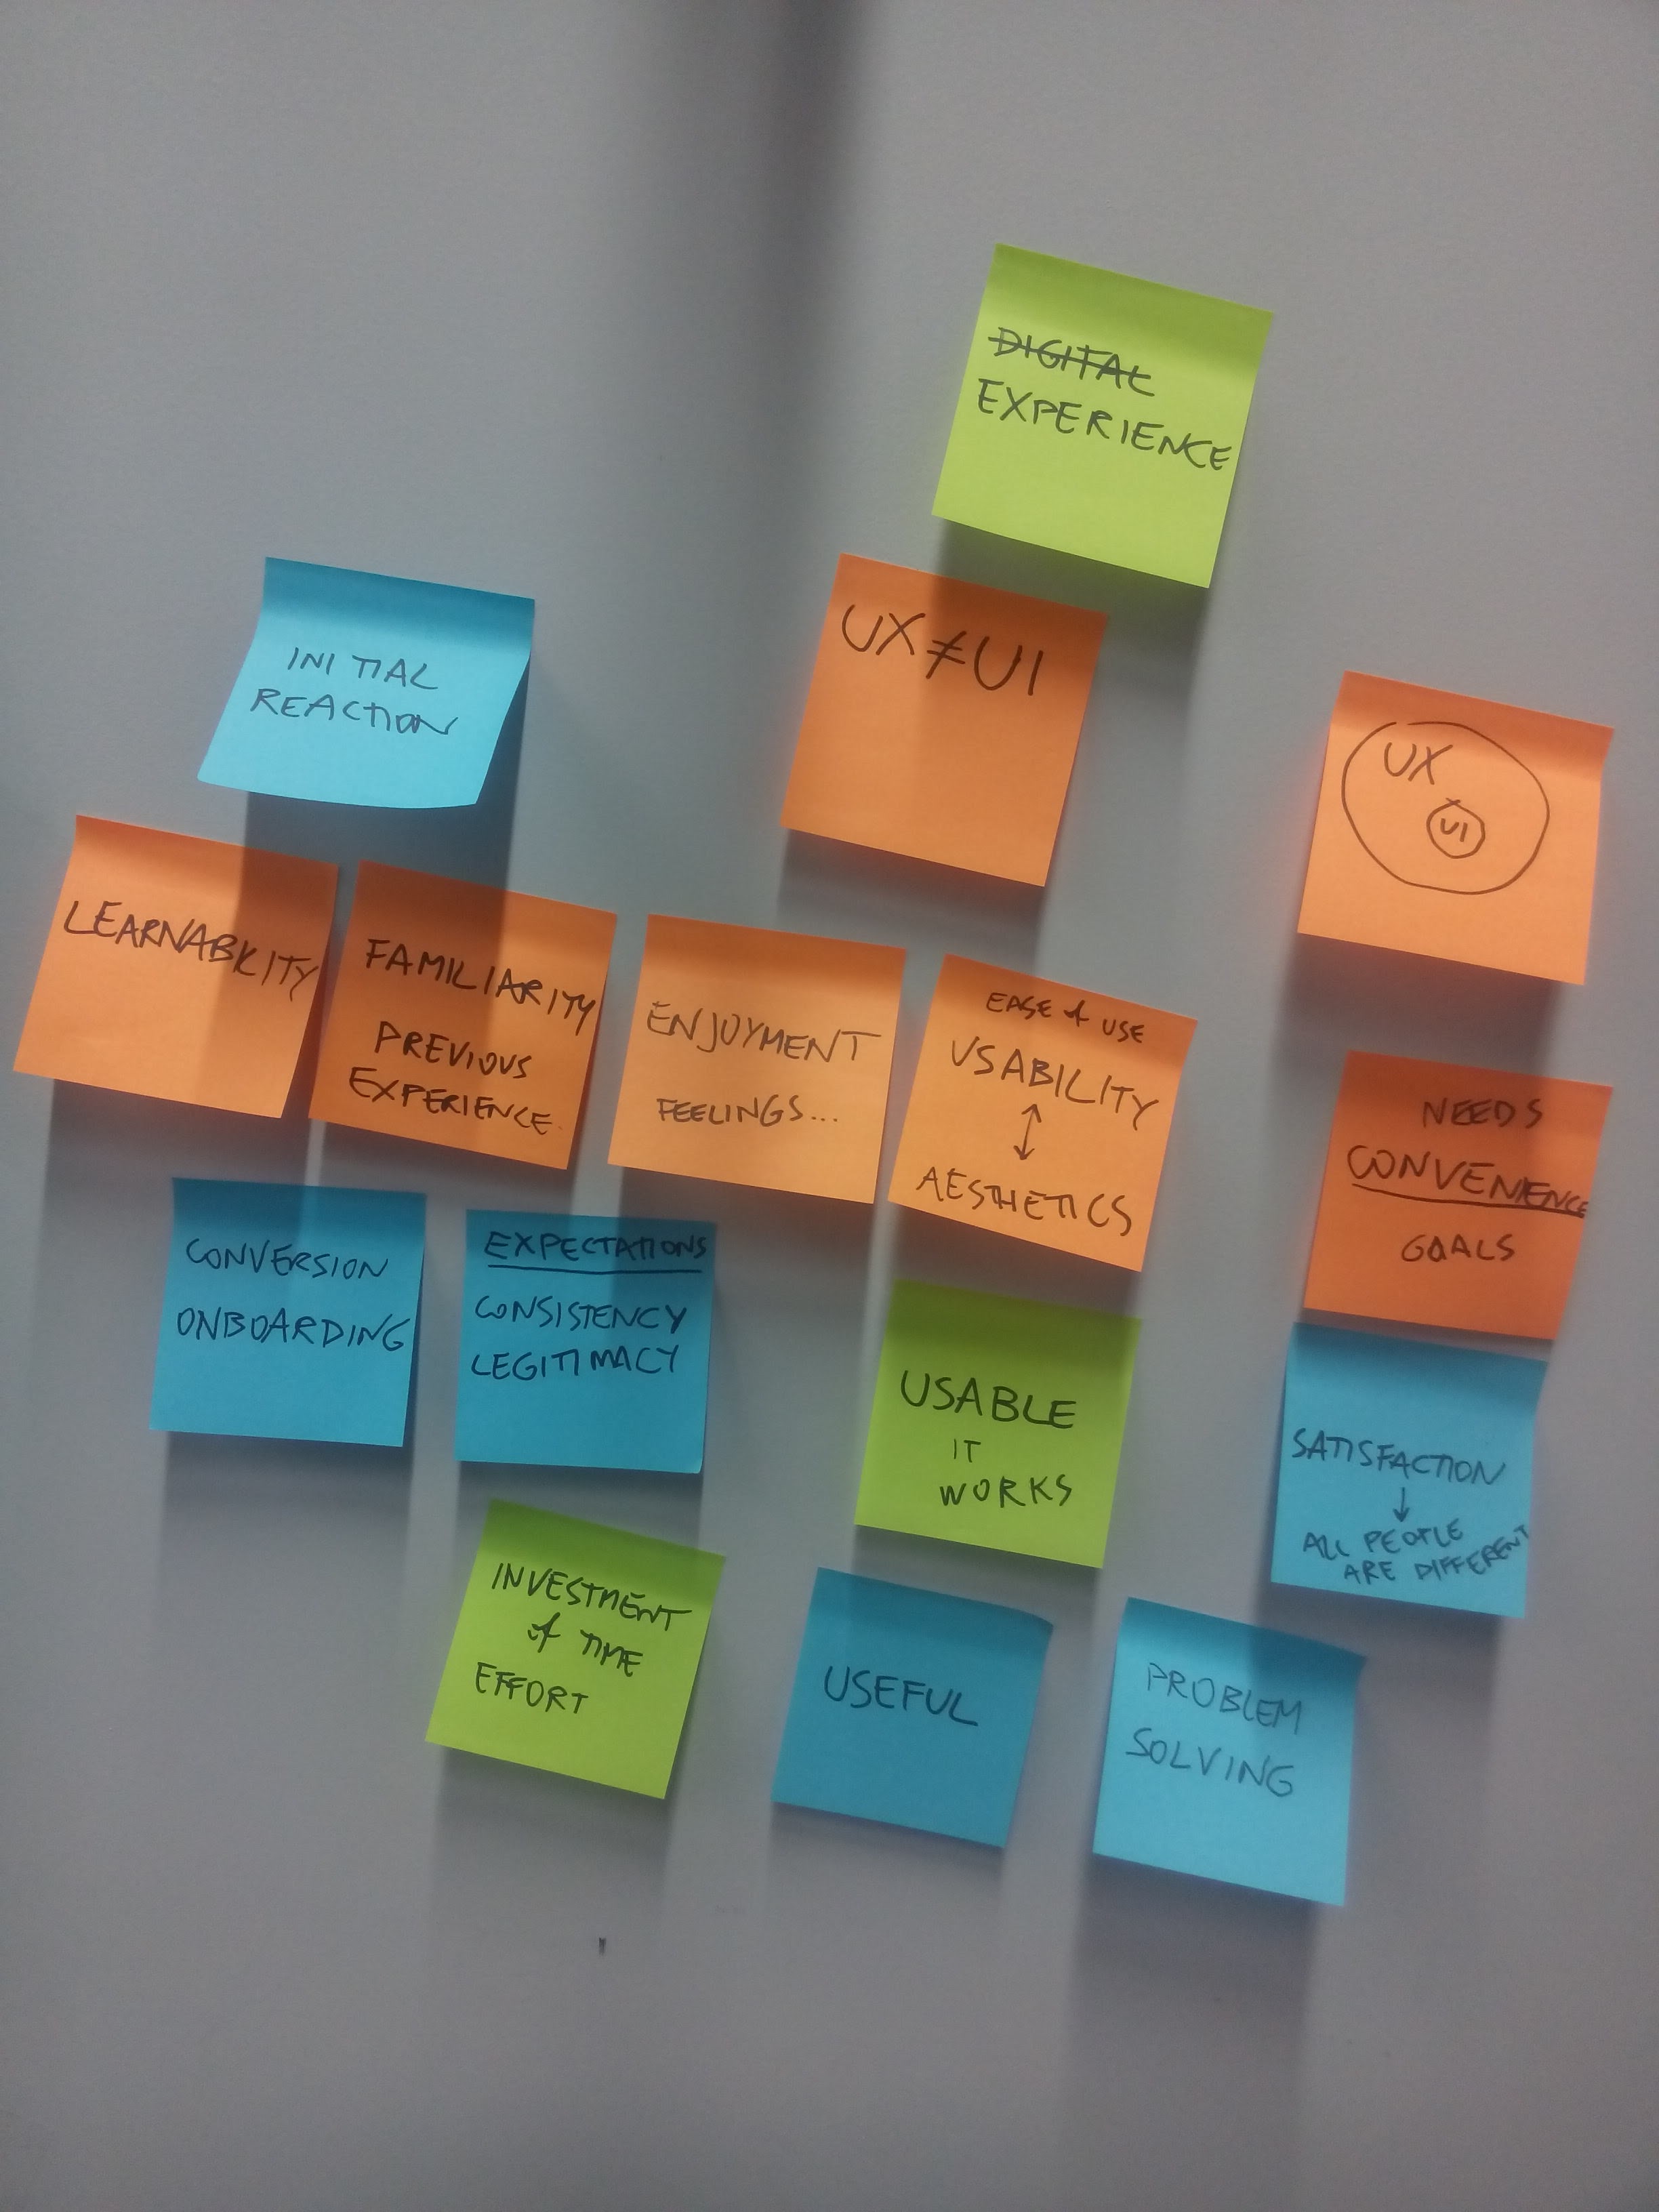 DIGITAL
EXPERIENCE
INITIAL
REACTION
UX≠UI
UX
UI
LEARNABILITY
FAMILIARITY
PREVIOUS
EXPERIENCE.
ENJOYMENT
FEELINGS...
EASE of USE
USABILITY
↕
AESTHETICS
NEEDS
CONVENIENCE
GOALS
CONVERSION
ONBOARDING
EXPECTATIONS
CONSISTENCY
LEGITIMACY
USABLE
IT
WORKS
SATISFACTION
↓
ALL PEOPLE
ARE DIFFERENT
INVESTMENT
of TIME
EFFORT
USEFUL
PROBLEM
SOLVING